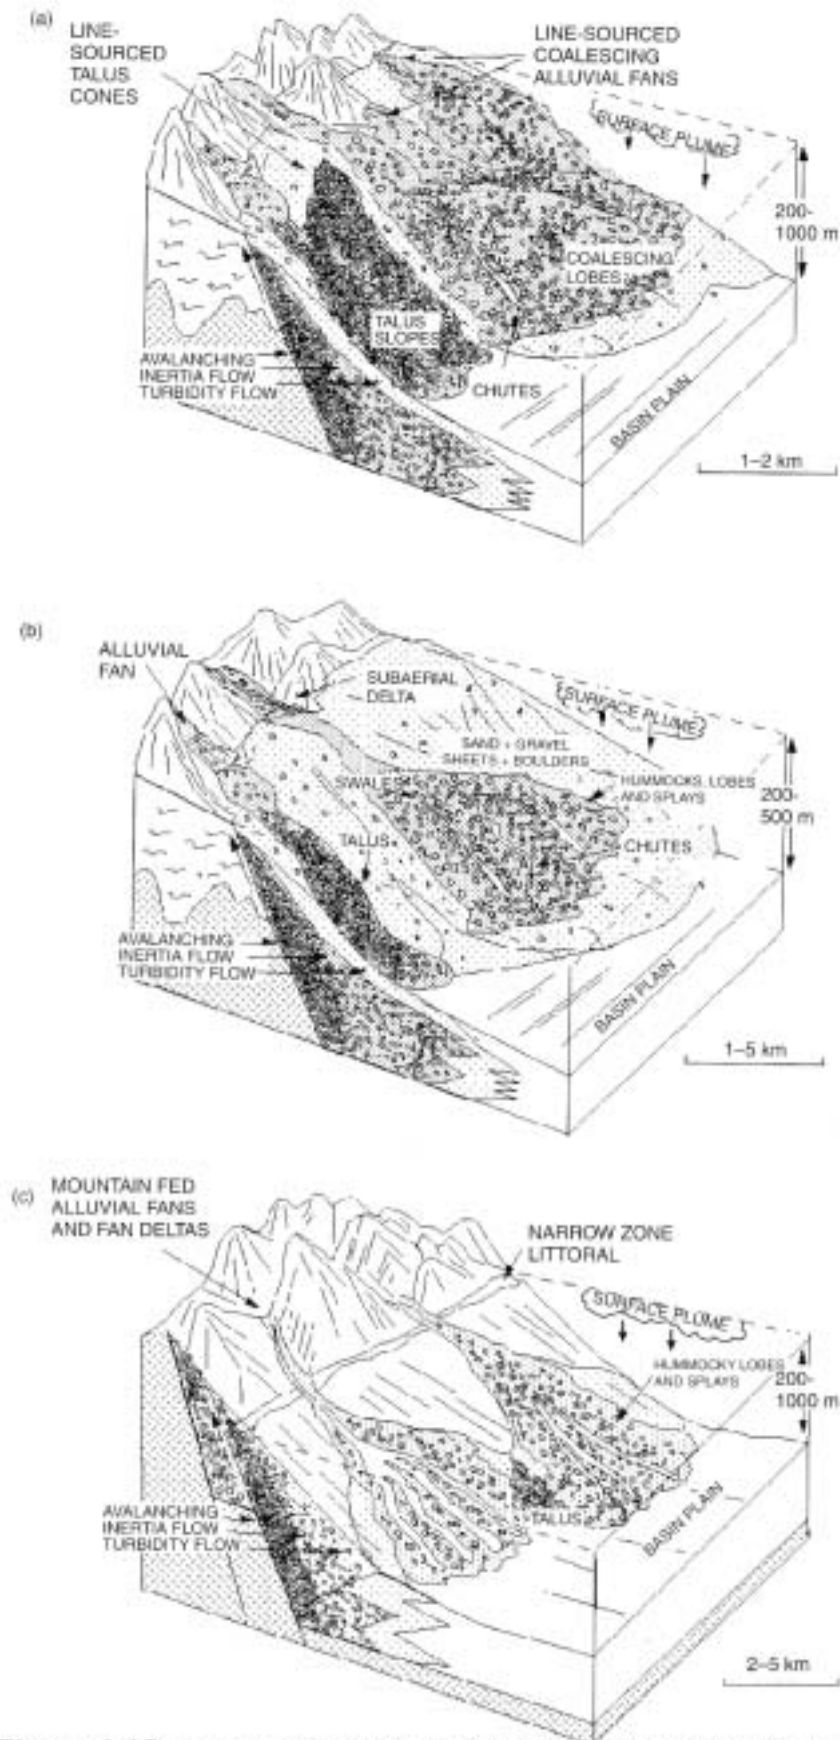 (a)
LINE-
SOURCED
TALUS
CONES
LINE-SOURCED
COALESCING
ALLUVIAL FANS
SURFACE PLUME
200-
1000 m
COALESCING
LOBES
TALUS
SLOPES
AVALANCHING
INERTIA FLOW
TURBIDITY FLOW
CHUTES
BASIN PLAIN
1–2 km
(b)
ALLUVIAL
FAN
SUBAERIAL
DELTA
SURFACE PLUME
SAND + GRAVEL
SHEETS + BOULDERS
SWALES
HUMMOCKS, LOBES
AND SPLAYS
200-
500 m
TALUS
CHUTES
AVALANCHING
INERTIA FLOW
TURBIDITY FLOW
BASIN PLAIN
1–5 km
(c)
MOUNTAIN FED
ALLUVIAL FANS
AND FAN DELTAS
NARROW ZONE
LITTORAL
SURFACE PLUME
HUMMOCKY LOBES
AND SPLAYS
200-
1000 m
AVALANCHING
INERTIA FLOW
TURBIDITY FLOW
TALUS
BASIN PLAIN
2–5 km